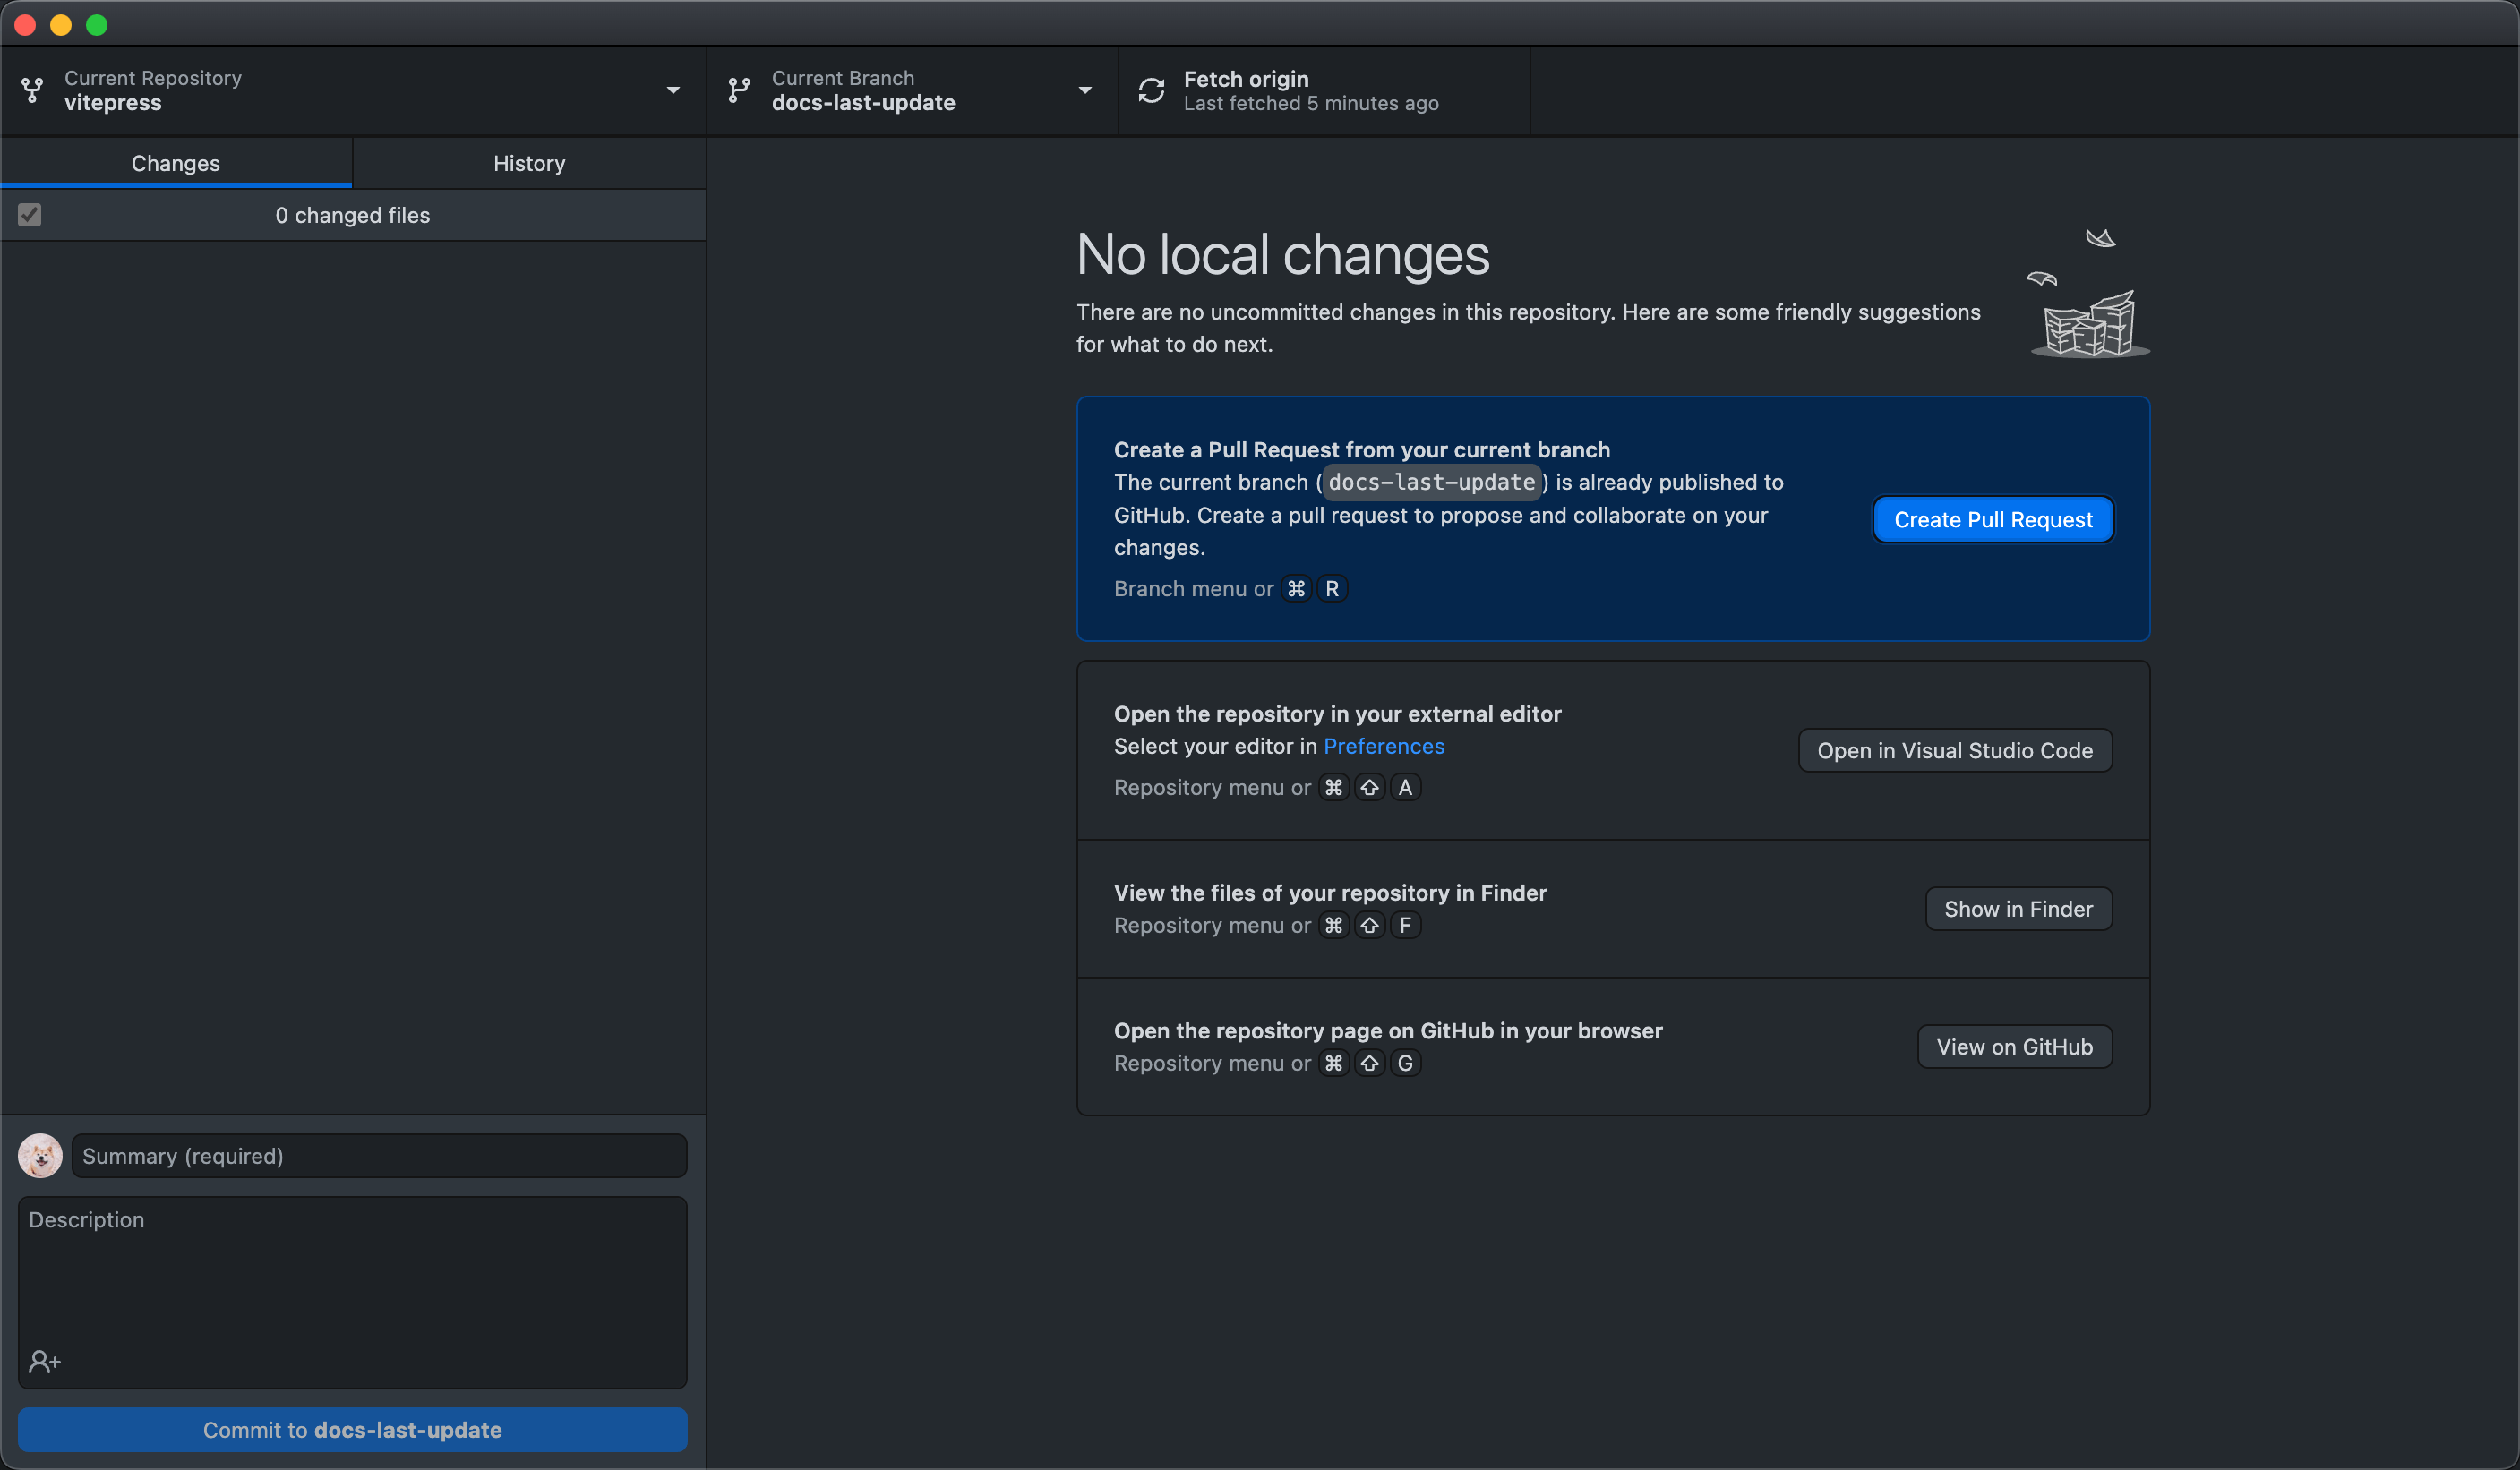 Current Repository
vitepress
Current Branch
docs-last-update
Fetch origin
Last fetched 5 minutes ago
Changes
History
0 changed files
No local changes
There are no uncommitted changes in this repository. Here are some friendly suggestions
for what to do next.
Create a Pull Request from your current branch
The current branch (docs-last-update) is already published to
GitHub. Create a pull request to propose and collaborate on your
changes.
Branch menu or ⌘ R
Create Pull Request
Open the repository in your external editor
Select your editor in Preferences
Repository menu or ⌘ ⇧ A
Open in Visual Studio Code
View the files of your repository in Finder
Repository menu or ⌘ ⇧ F
Show in Finder
Open the repository page on GitHub in your browser
Repository menu or ⌘ ⇧ G
View on GitHub
Summary (required)
Description
Commit to docs-last-update